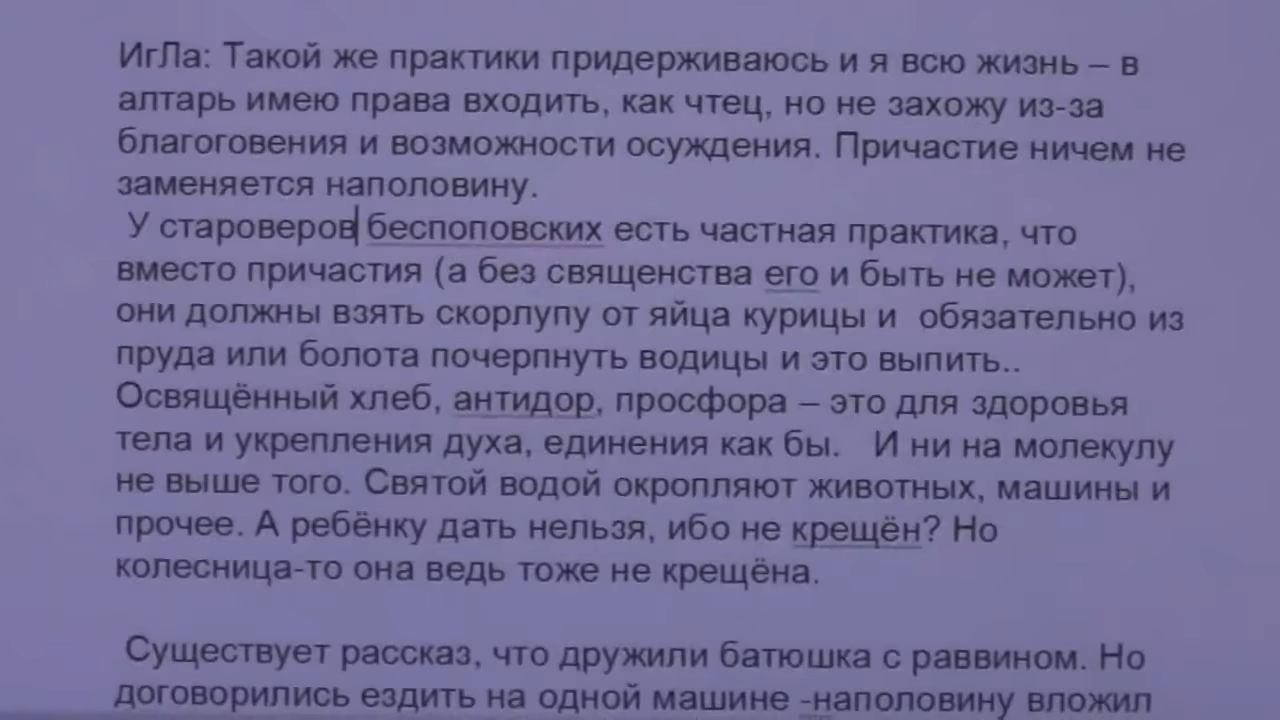 ИгЛа: Такой же практики придерживаюсь и я всю жизнь – в
алтарь имею права входить, как чтец, но не захожу из-за
благоговения и возможности осуждения. Причастие ничем не
заменяется наполовину.
У староверов беспоповских есть частная практика, что
вместо причастия (а без священства его и быть не может),
они должны взять скорлупу от яйца курицы и обязательно из
пруда или болота почерпнуть водицы и это выпить..
Освящённый хлеб, антидор, просфора – это для здоровья
тела и укрепления духа, единения как бы. И ни на молекулу
не выше того. Святой водой окропляют животных, машины и
прочее. А ребёнку дать нельзя, ибо не крещён? Но
колесница-то она ведь тоже не крещёна.
Существует рассказ, что дружили батюшка с раввином. Но
договорились ездить на одной машине -наполовину вложил